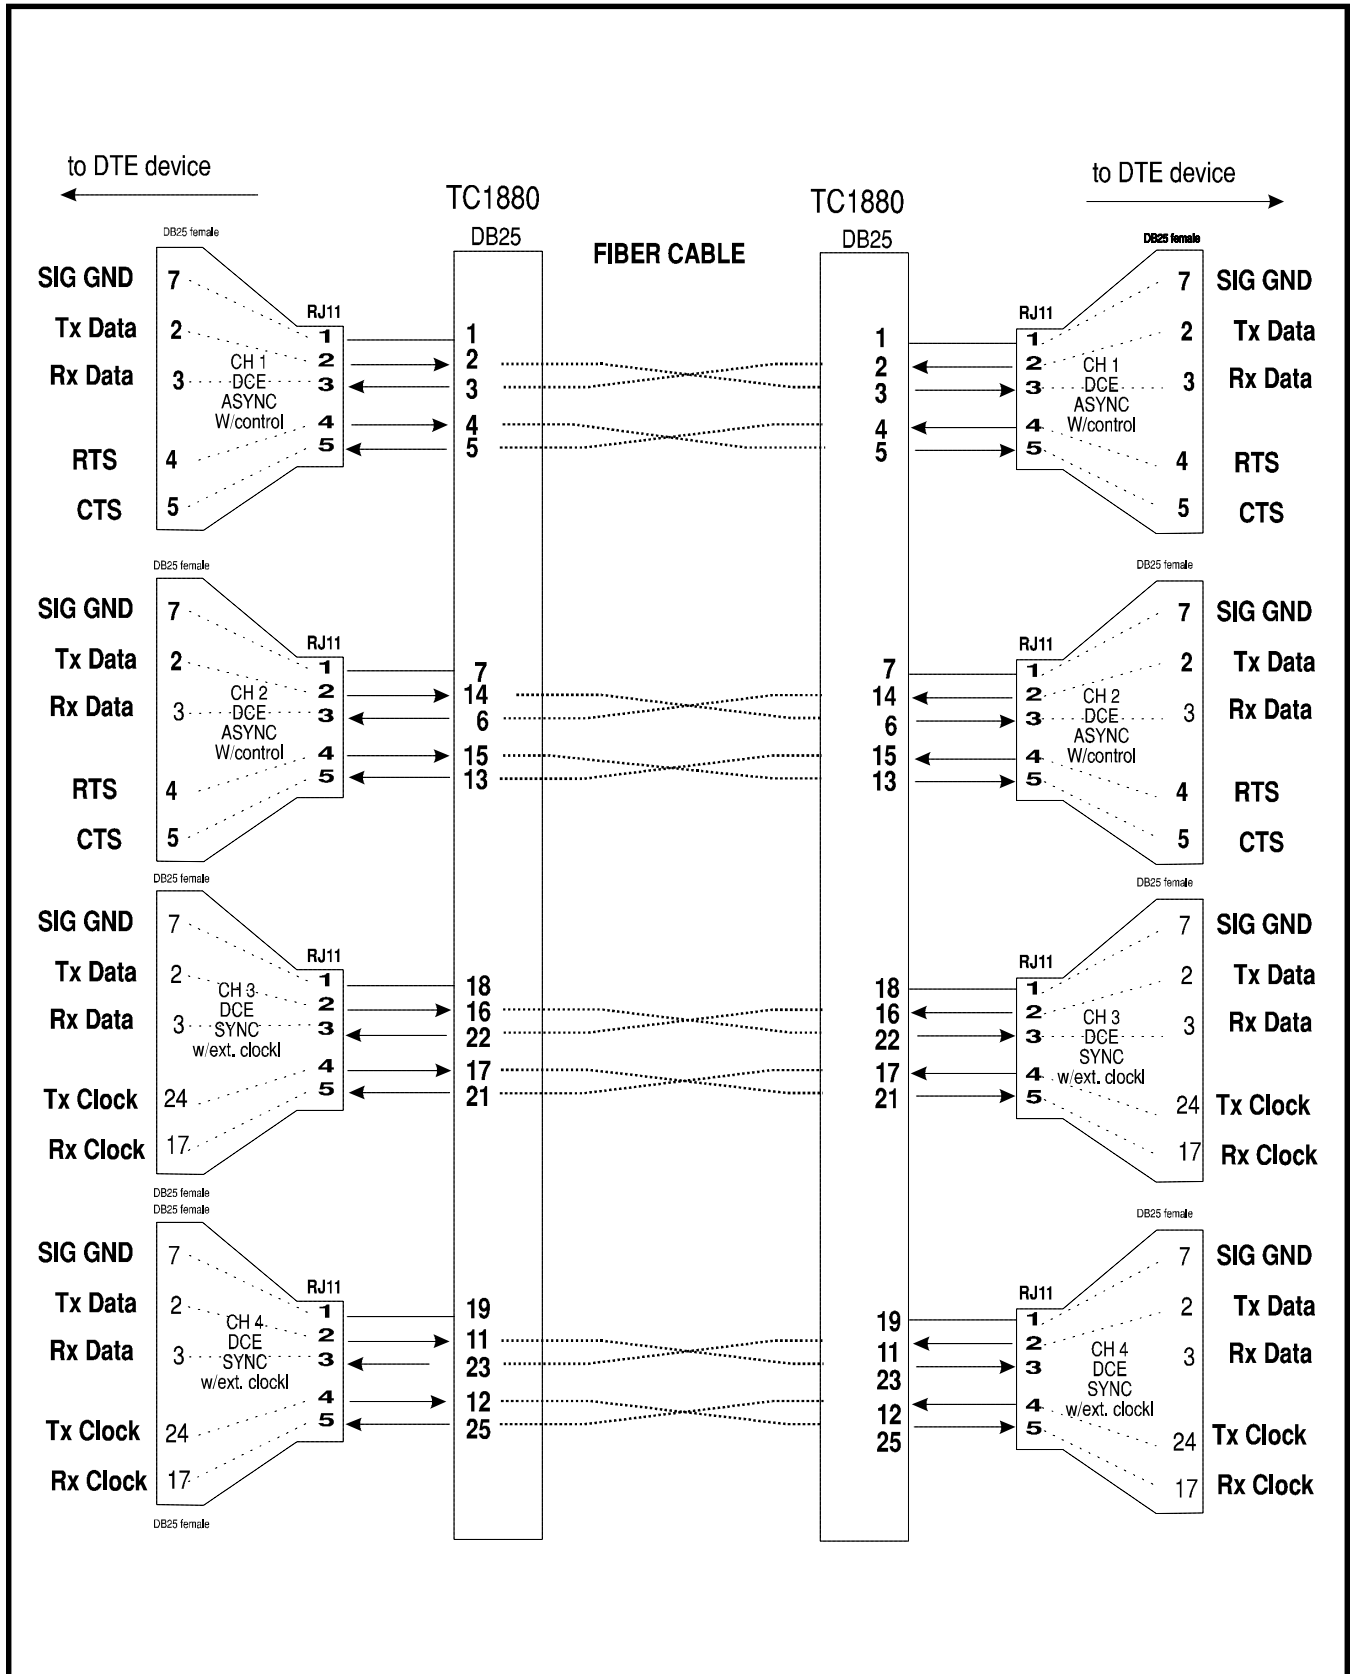 to DTE device
to DTE device
TC1880
TC1880
DB25
DB25
FIBER CABLE
DB25 female
SIG GND 7
Tx Data 2
Rx Data 3
RTS 4
CTS 5
RJ11
1
2
3
4
5
CH 1
DCE
ASYNC
W/control
1
2
3
4
5
1
2
3
4
5
RJ11
1
2
3
4
5
CH 1
DCE
ASYNC
W/control
DB25 female
7 SIG GND
2 Tx Data
3 Rx Data
4 RTS
5 CTS
DB25 female
SIG GND 7
Tx Data 2
Rx Data 3
RTS 4
CTS 5
RJ11
1
2
3
4
5
CH 2
DCE
ASYNC
W/control
7
14
6
15
13
7
14
6
15
13
RJ11
1
2
3
4
5
CH 2
DCE
ASYNC
W/control
DB25 female
7 SIG GND
2 Tx Data
3 Rx Data
4 RTS
5 CTS
DB25 female
SIG GND 7
Tx Data 2
Rx Data 3
Tx Clock 24
Rx Clock 17
RJ11
1
2
3
4
5
CH 3
DCE
SYNC
w/ext. clockl
DB25 female
18
16
22
17
21
18
16
22
17
21
RJ11
1
2
3
4
5
CH 3
DCE
SYNC
w/ext. clockl
DB25 female
7 SIG GND
2 Tx Data
3 Rx Data
24 Tx Clock
17 Rx Clock
DB25 female
SIG GND 7
Tx Data 2
Rx Data 3
Tx Clock 24
Rx Clock 17
RJ11
1
2
3
4
5
CH 4
DCE
SYNC
w/ext. clockl
DB25 female
19
11
23
12
25
19
11
23
12
25
RJ11
1
2
3
4
5
CH 4
DCE
SYNC
w/ext. clockl
DB25 female
7 SIG GND
2 Tx Data
3 Rx Data
24 Tx Clock
17 Rx Clock